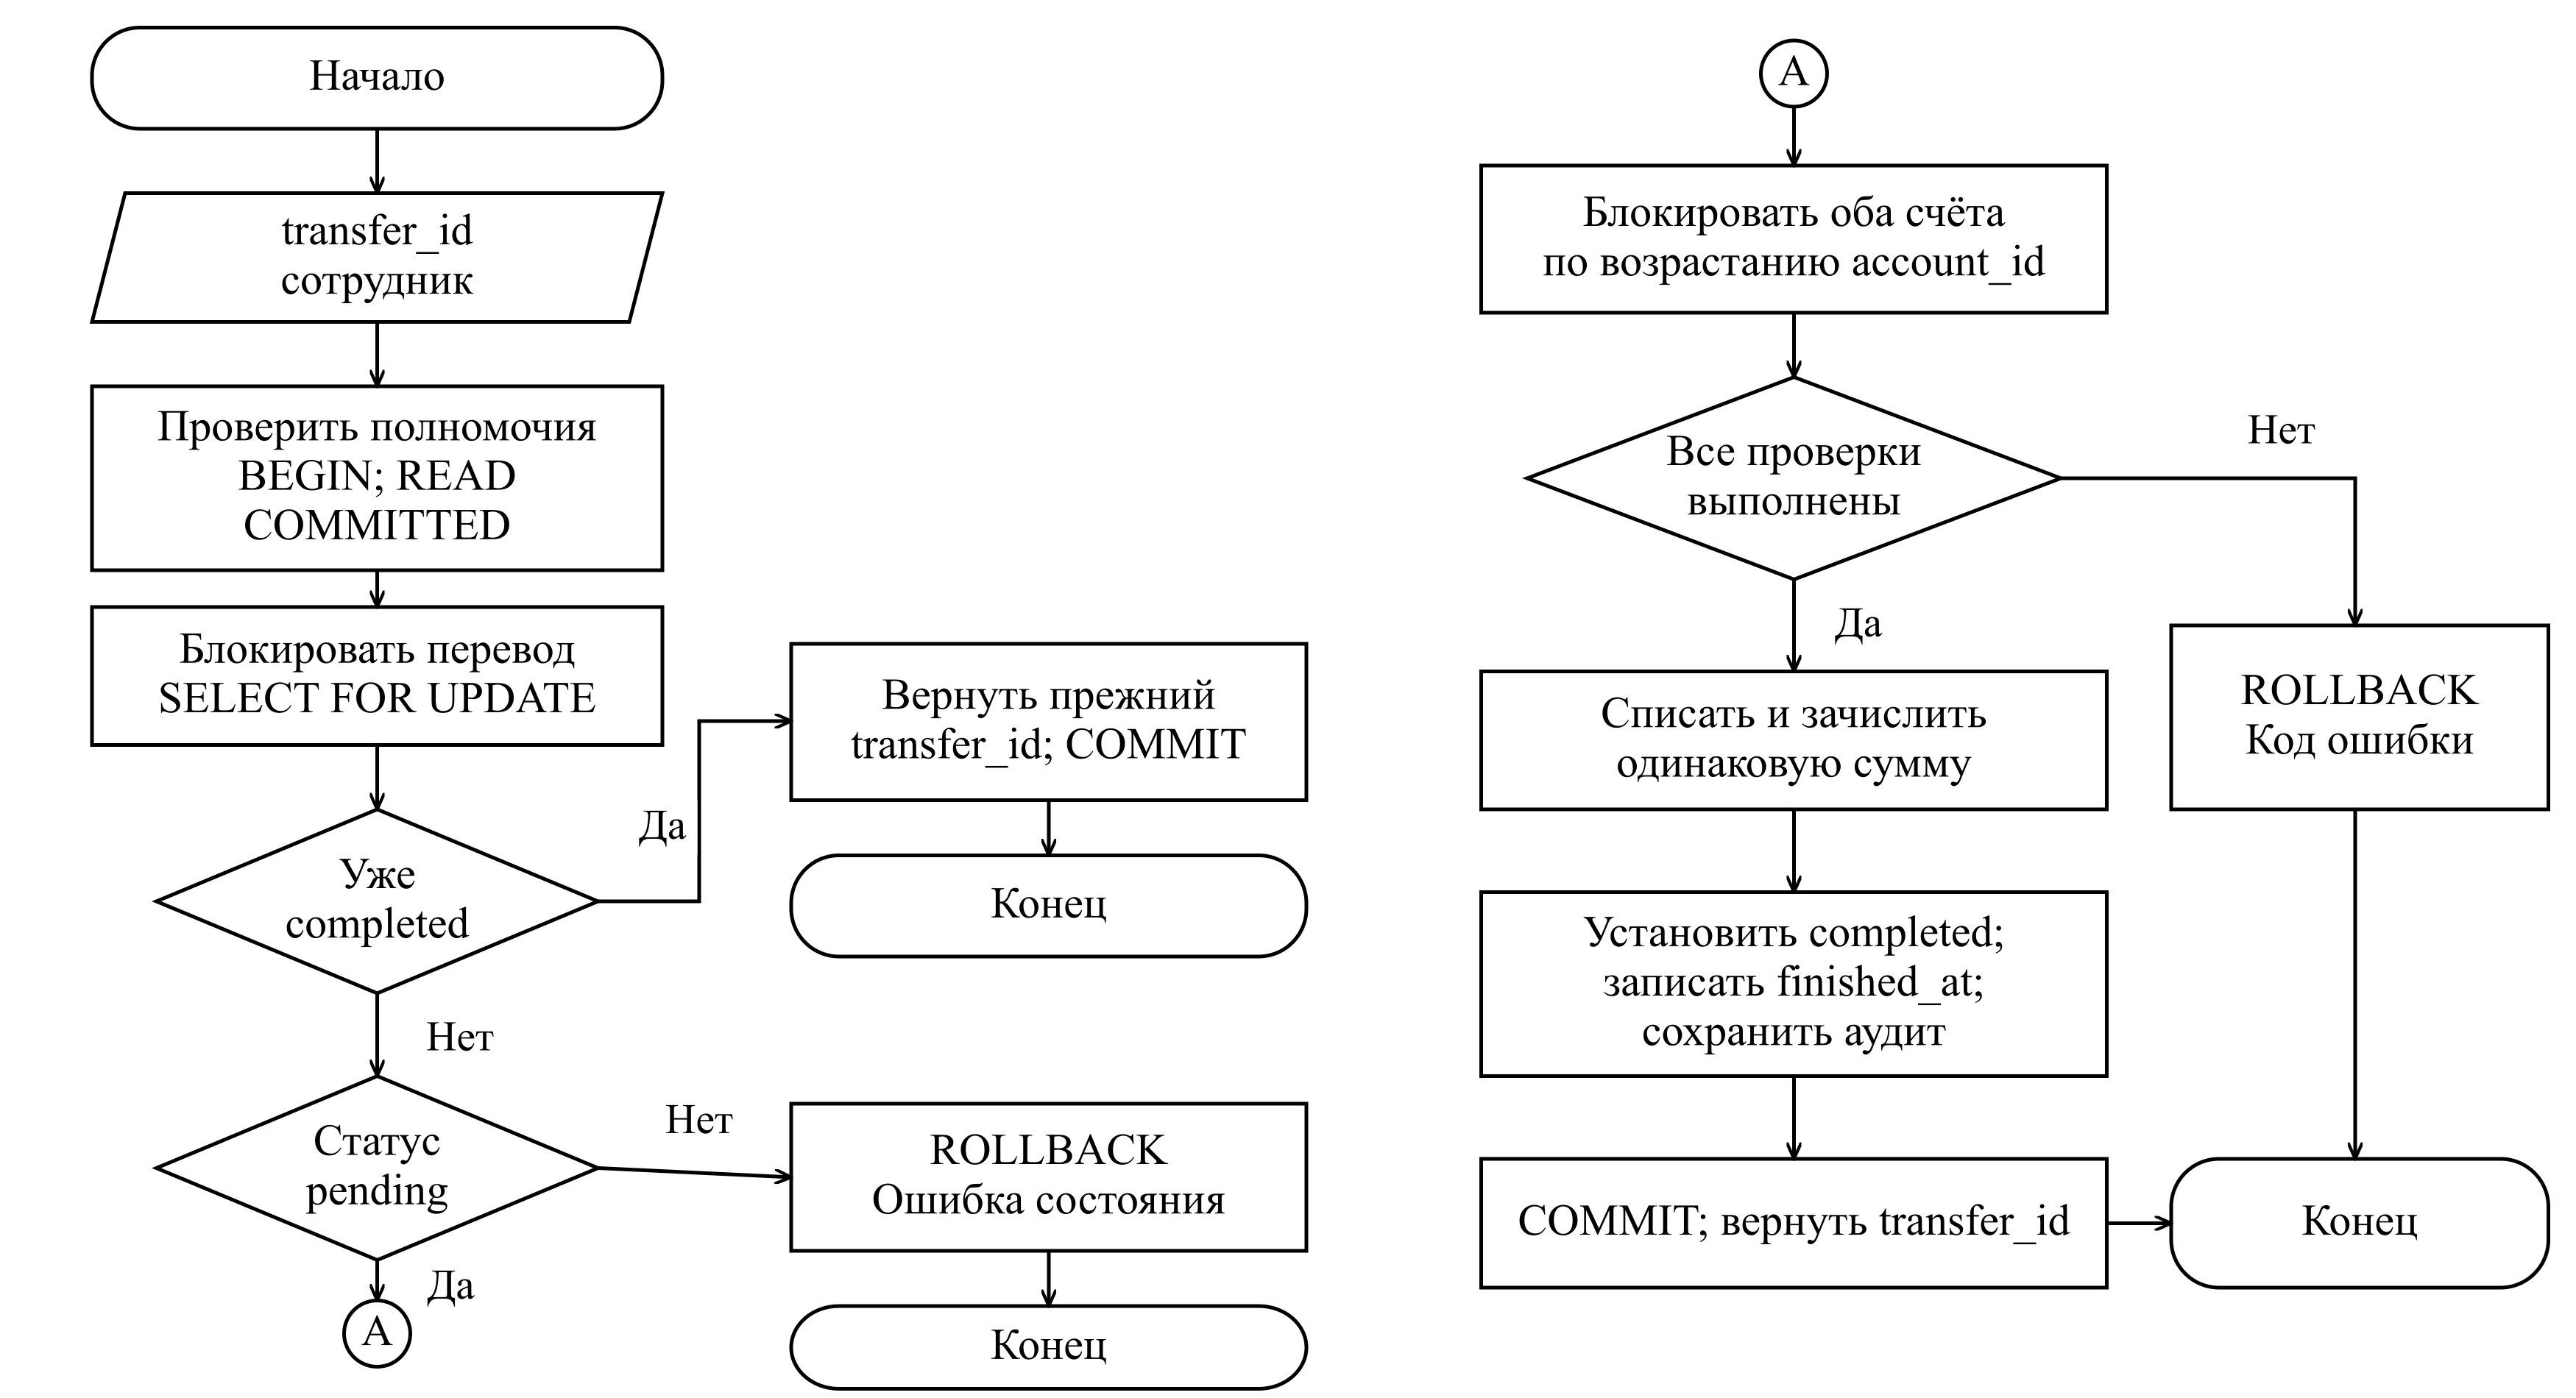 Начало
transfer_id
сотрудник
Проверить полномочия
BEGIN; READ
COMMITTED
Блокировать перевод
SELECT FOR UPDATE
Уже
completed
Да
Вернуть прежний
transfer_id; COMMIT
Конец
Нет
Статус
pending
Нет
ROLLBACK
Ошибка состояния
Конец
Да
А
А
Блокировать оба счёта
по возрастанию account_id
Все проверки
выполнены
Нет
ROLLBACK
Код ошибки
Да
Списать и зачислить
одинаковую сумму
Установить completed;
записать finished_at;
сохранить аудит
COMMIT; вернуть transfer_id
Конец